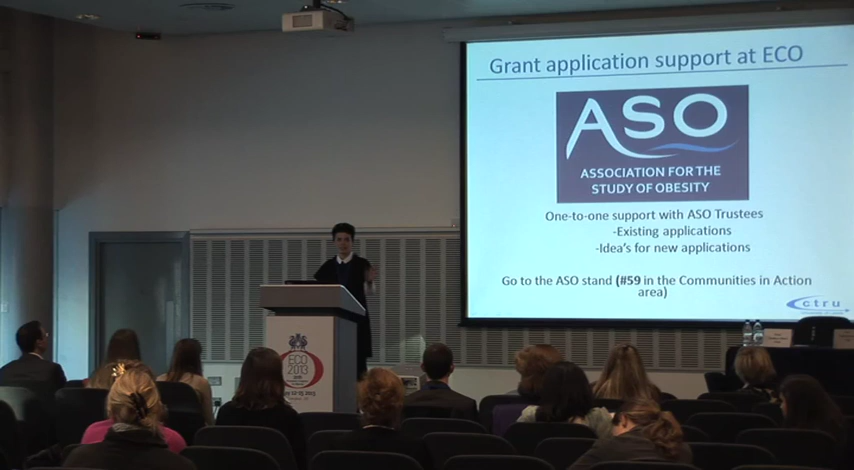 Grant application support at ECO
ASO
ASSOCIATION FOR THE
STUDY OF OBESITY
One-to-one support with ASO Trustees
-Existing applications
-Idea's for new applications
Go to the ASO stand (#59 in the Communities in Action
area)
ctru
ECO
2013